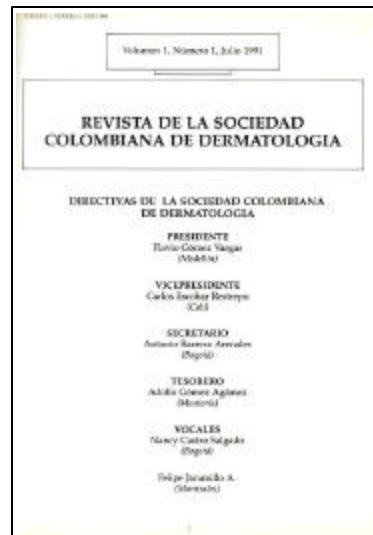 Volumen 1, Número 1, Julio 1991
REVISTA DE LA SOCIEDAD
COLOMBIANA DE DERMATOLOGIA
DIRECTIVAS DE LA SOCIEDAD COLOMBIANA
DE DERMATOLOGIA
PRESIDENTE
Flavio Gómez Vargas
(Medellín)
VICEPRESIDENTE
Carlos Escobar Restrepo
(Cali)
SECRETARIO
Antonio Barrera Arenales
(Bogotá)
TESORERO
Adolfo Gómez Agámez
(Montería)
VOCALES
Nancy Castro Salgado
(Bogotá)
Felipe Jaramillo A.
(Manizales)